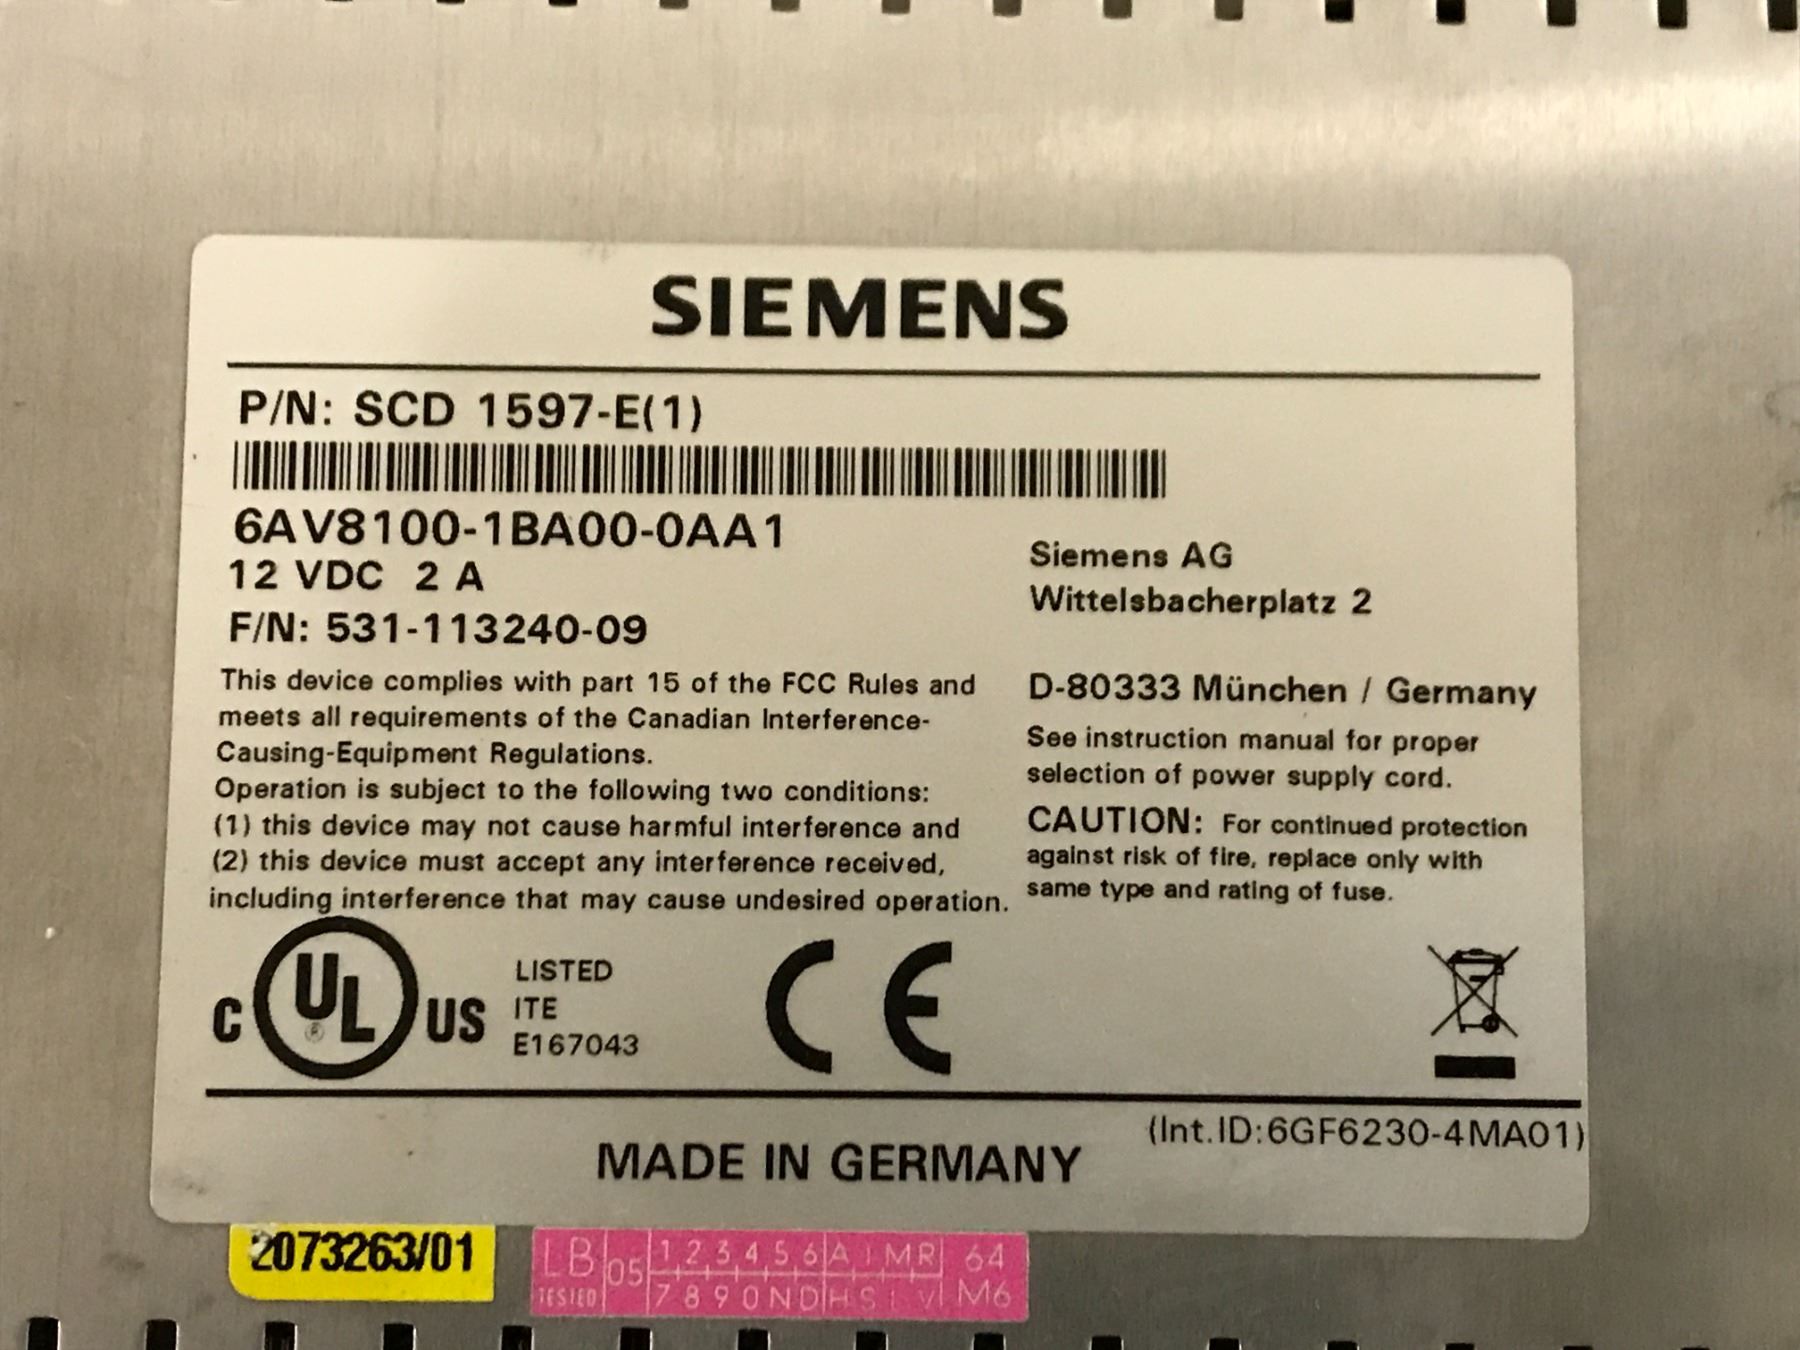 SIEMENS
P/N: SCD 1597-E(1)
6AV8100-1BA00-0AA1
12 VDC 2 A
F/N: 531-113240-09
This device complies with part 15 of the FCC Rules and
meets all requirements of the Canadian Interference-
Causing-Equipment Regulations.
Operation is subject to the following two conditions:
(1) this device may not cause harmful interference and
(2) this device must accept any interference received,
including interference that may cause undesired operation.
Siemens AG
Wittelsbacherplatz 2
D-80333 München / Germany
See instruction manual for proper
selection of power supply cord.
CAUTION: For continued protection
against risk of fire, replace only with
same type and rating of fuse.
C UL ® US
LISTED
ITE
E167043
CE
(Int.ID:6GF6230-4MA01)
MADE IN GERMANY
2073263/01
LB 05 1 2 3 4 5 6 A M R 64
TESTED 7 8 9 0 N D H S V M6